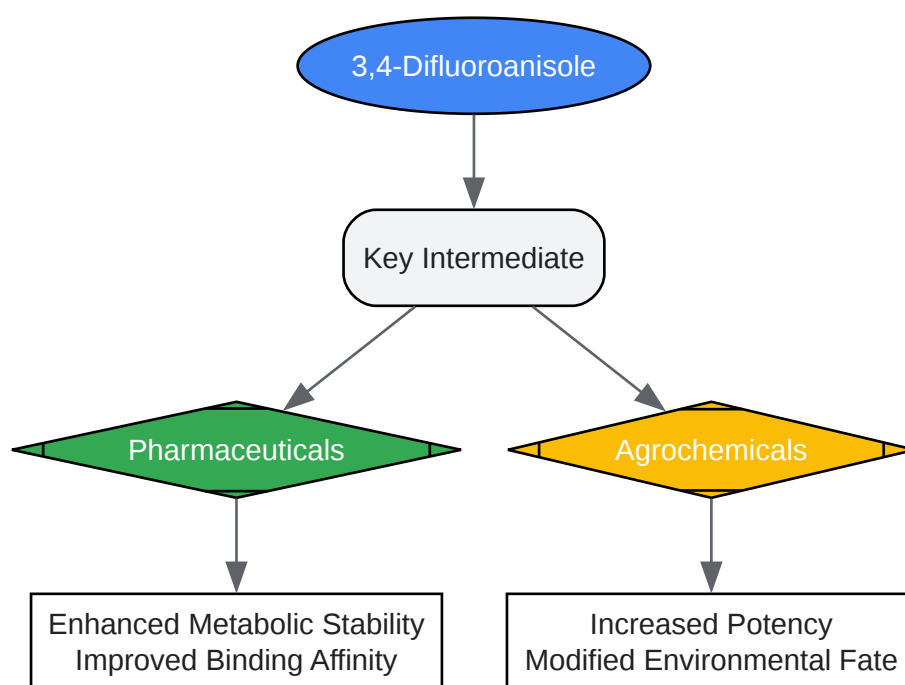 3,4-Difluoroanisole
Key Intermediate
Pharmaceuticals
Agrochemicals
Enhanced Metabolic Stability
Improved Binding Affinity
Increased Potency
Modified Environmental Fate